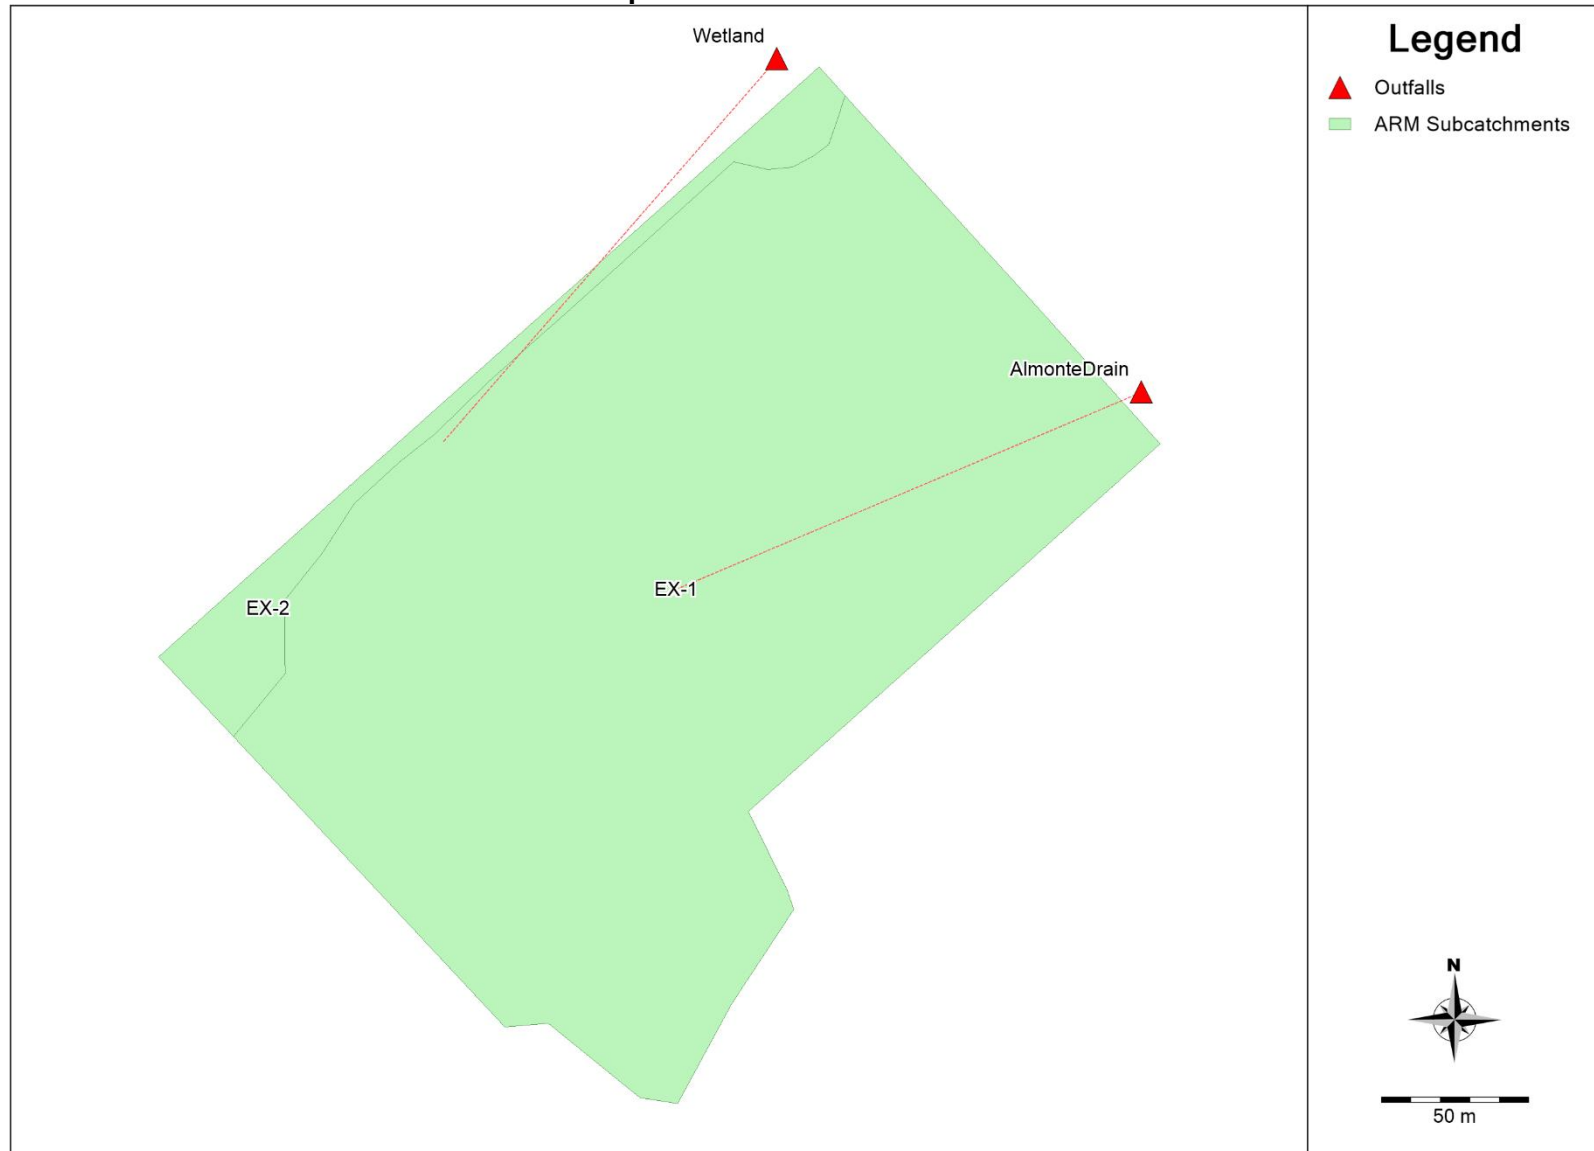 Wetland
Legend
Outfalls
ARM Subcatchments
AlmonteDrain
EX-1
EX-2
N
50 m